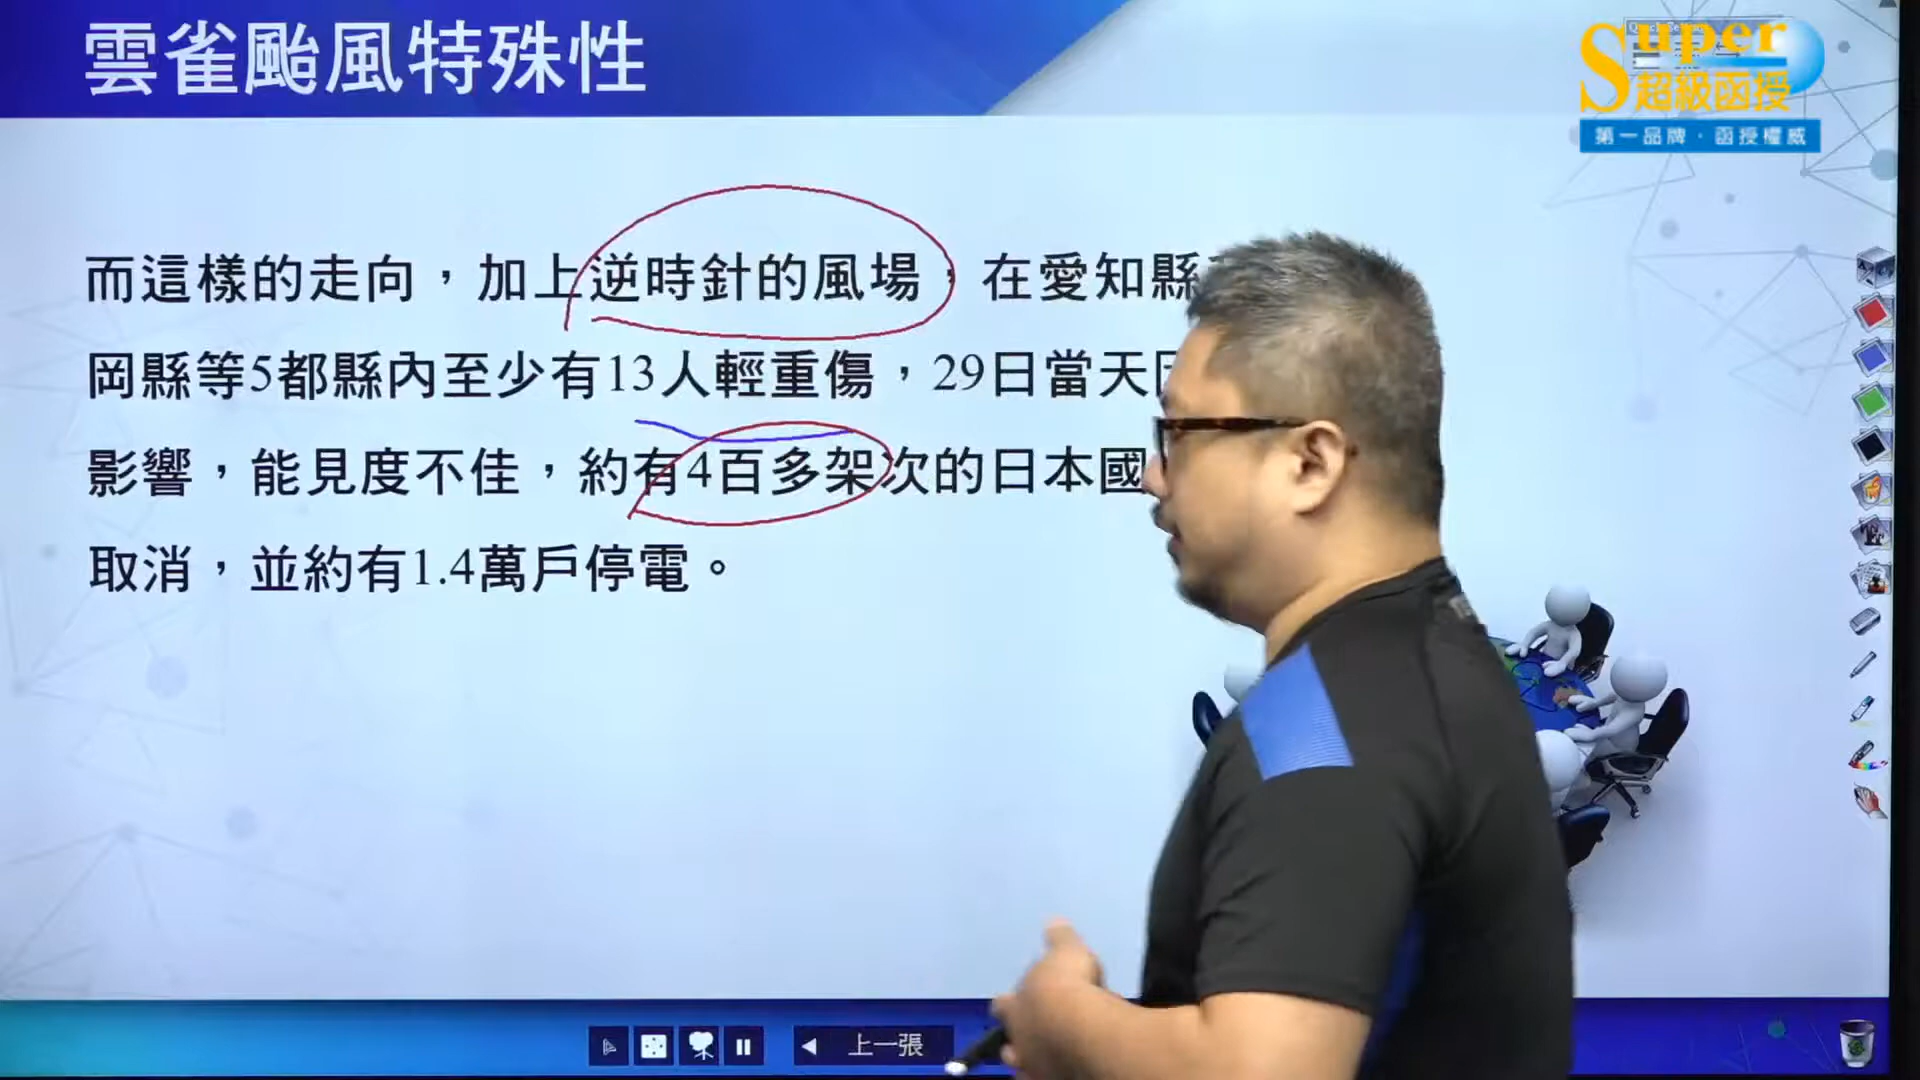 雲雀颱風特殊性
Super
超級函授
第一品牌·函授權威
而這樣的走向，加上逆時針的風場，在愛知縣
岡縣等5都縣內至少有13人輕重傷，29日當天
影響，能見度不佳，約有4百多架次的日本國
取消，並約有1.4萬戶停電。
上一張